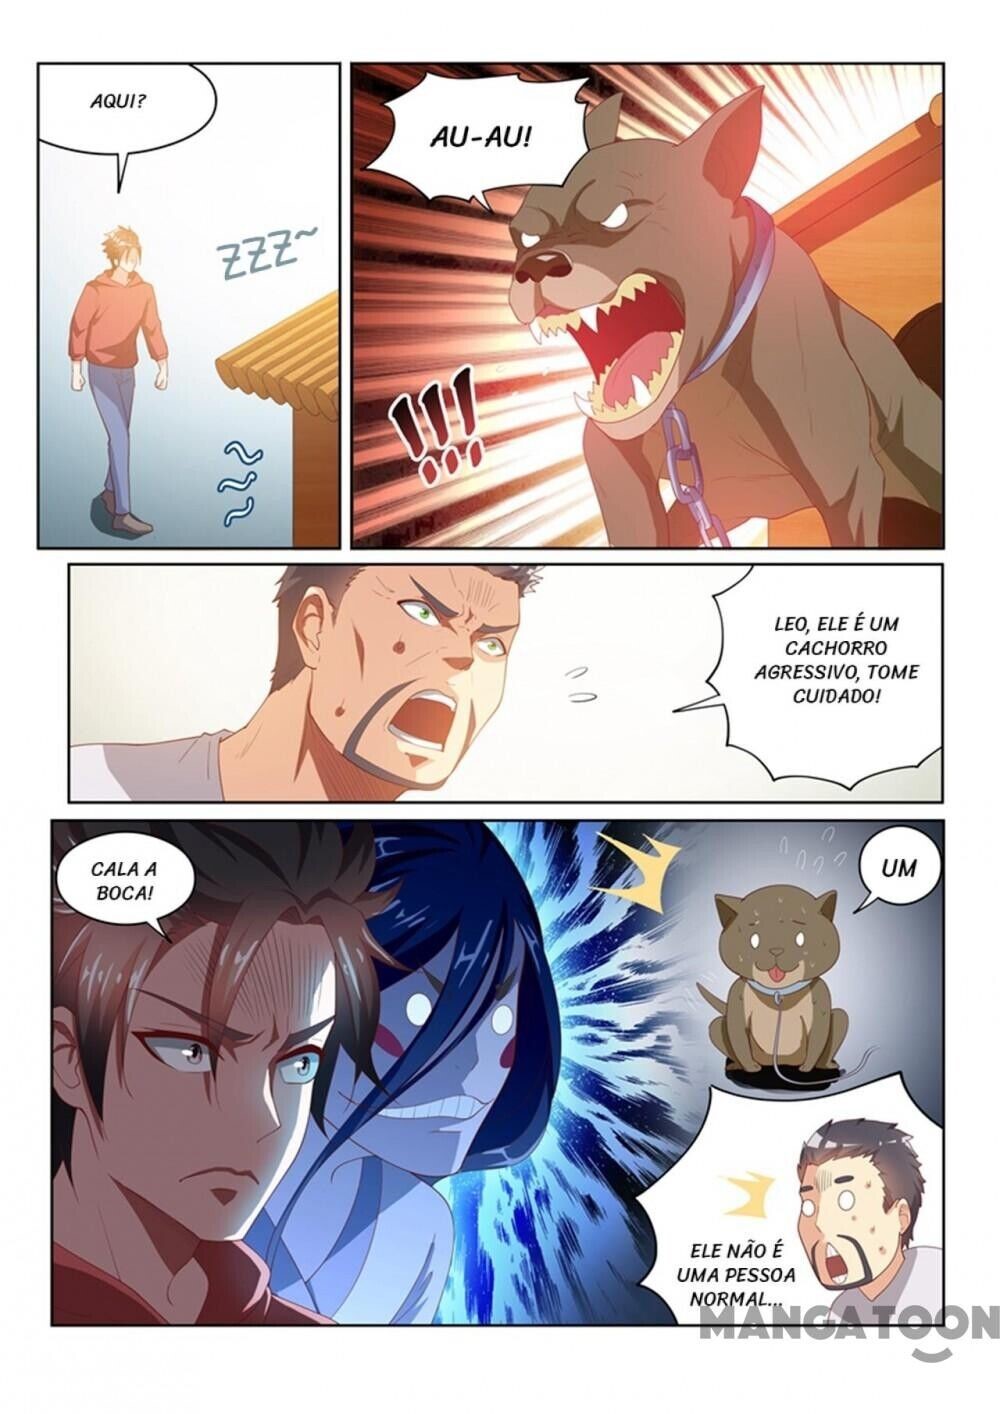 AQUI?
ZZZ~
AU-AU!
!!!
LEO, ELE É UM
CACHORRO
AGRESSIVO, TOME
CUIDADO!
CALA A
BOCA!
UM
ELE NÃO É
UMA PESSOA
NORMAL...
MANGATOON